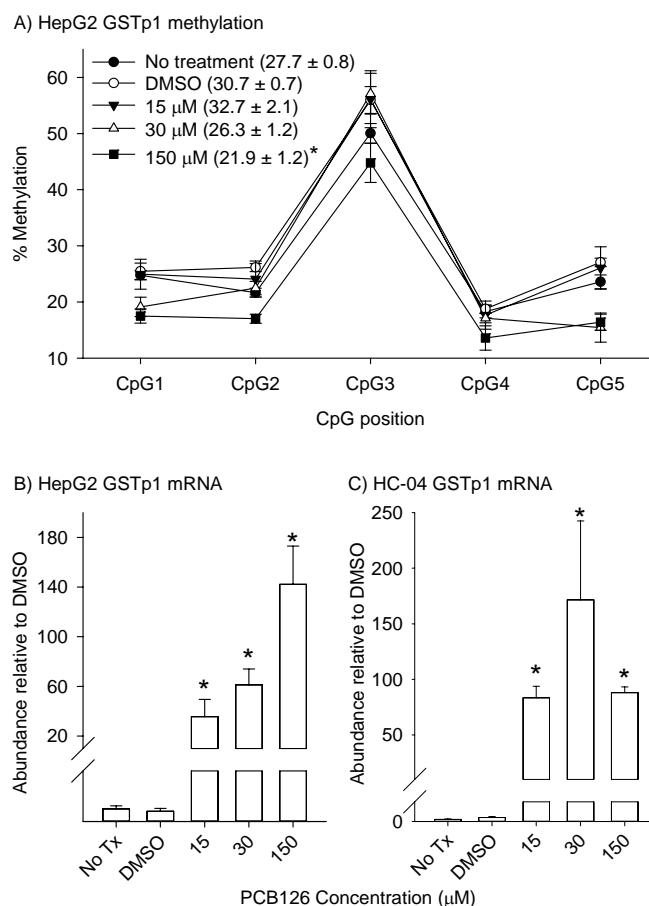 A) HepG2 GSTp1 methylation
No treatment (27.7 ± 0.8)
DMSO (30.7 ± 0.7)
15 μM (32.7 ± 2.1)
30 μM (26.3 ± 1.2)
150 μM (21.9 ± 1.2)*
% Methylation
60
50
40
30
20
10
CpG1 CpG2 CpG3 CpG4 CpG5
CpG position
B) HepG2 GSTp1 mRNA
Abundance relative to DMSO
180
140
100
60
20
* * *
No Tx DMSO 15 30 150
C) HC-04 GSTp1 mRNA
Abundance relative to DMSO
250
200
150
100
50
0
* * *
No Tx DMSO 15 30 150
PCB126 Concentration (μM)